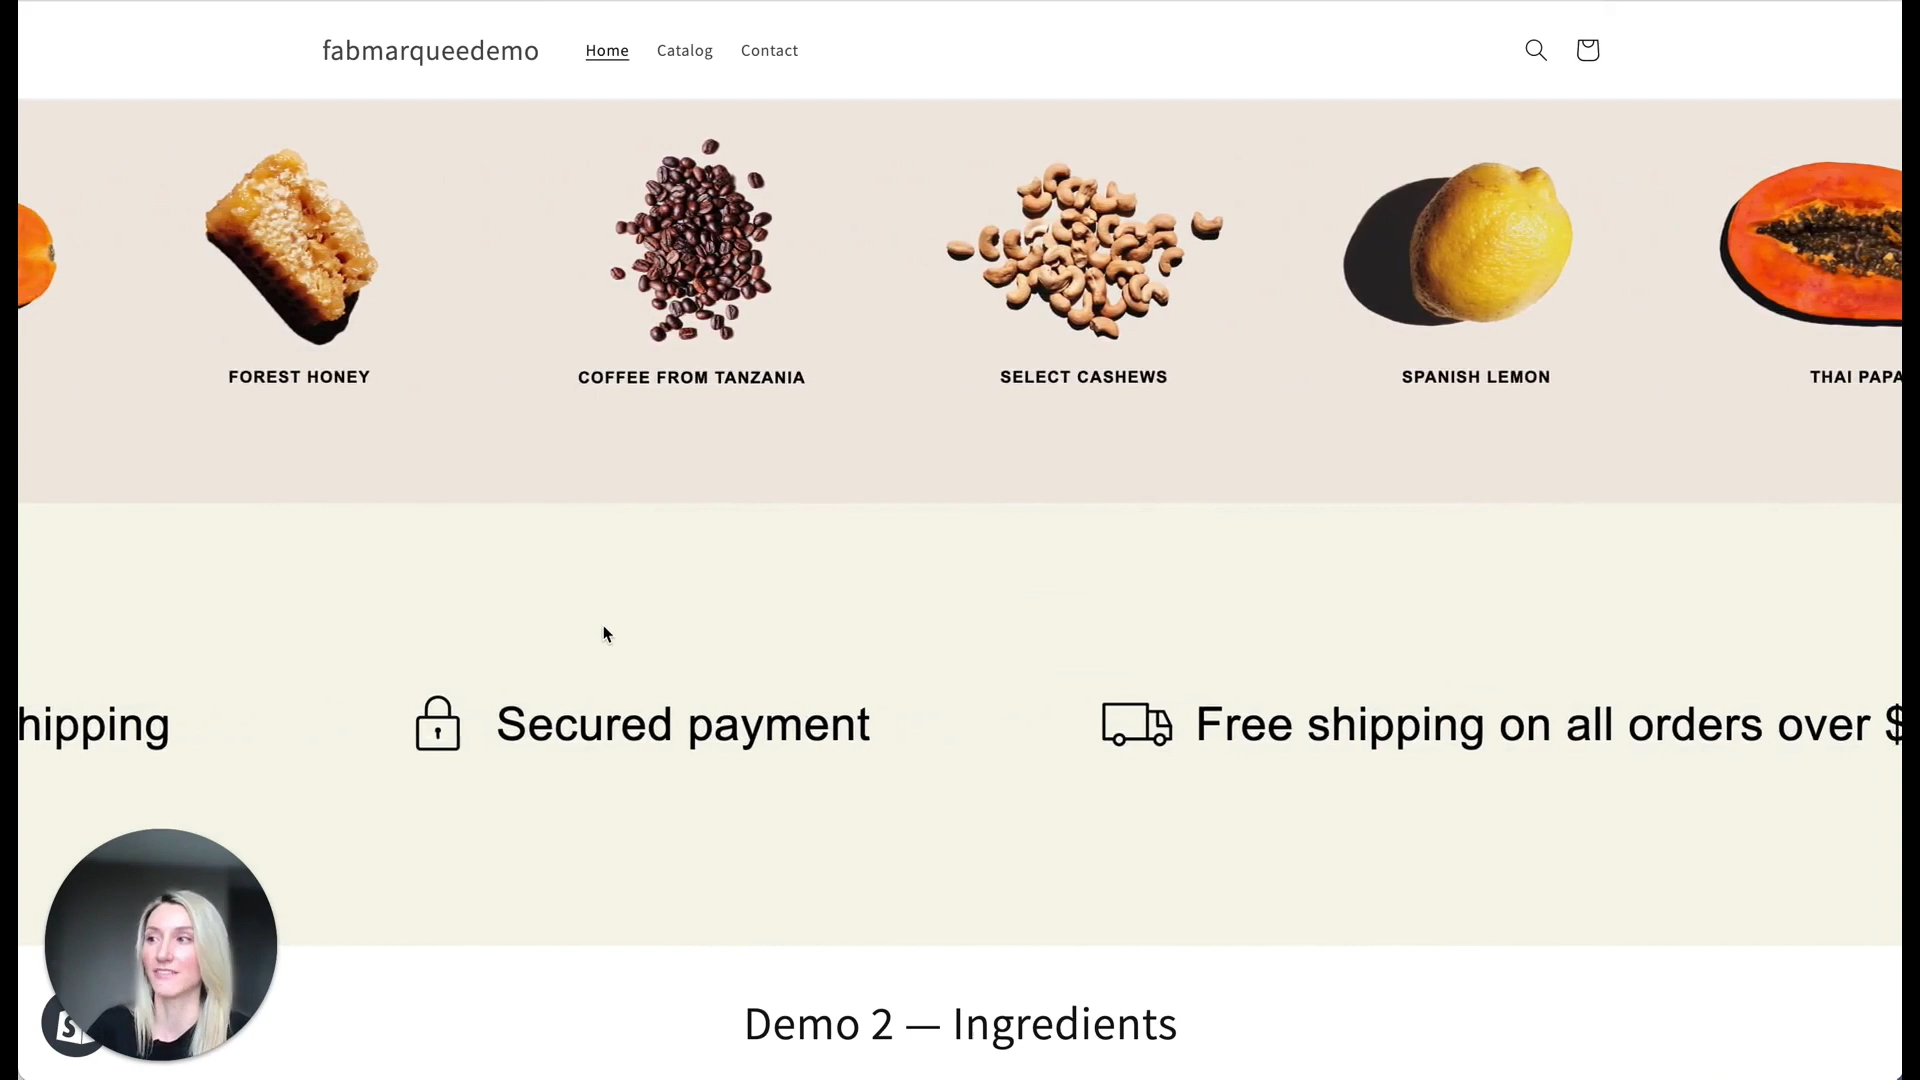 fabmarqueedemo
Home
Catalog
Contact
FOREST HONEY
COFFEE FROM TANZANIA
SELECT CASHEWS
SPANISH LEMON
THAI PAPA
hipping
Secured payment
Free shipping on all orders over $
Demo 2 — Ingredients